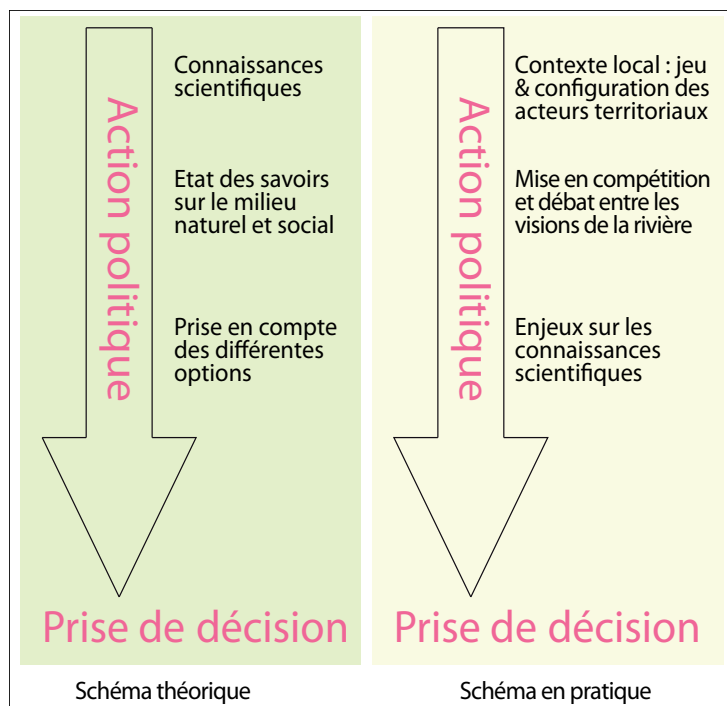 Action politique
Connaissances
scientifiques
Etat des savoirs
sur le milieu
naturel et social
Prise en compte
des différentes
options
Prise de décision
Schéma théorique
Action politique
Contexte local : jeu
& configuration des
acteurs territoriaux
Mise en compétition
et débat entre les
visions de la rivière
Enjeux sur les
connaissances
scientifiques
Prise de décision
Schéma en pratique